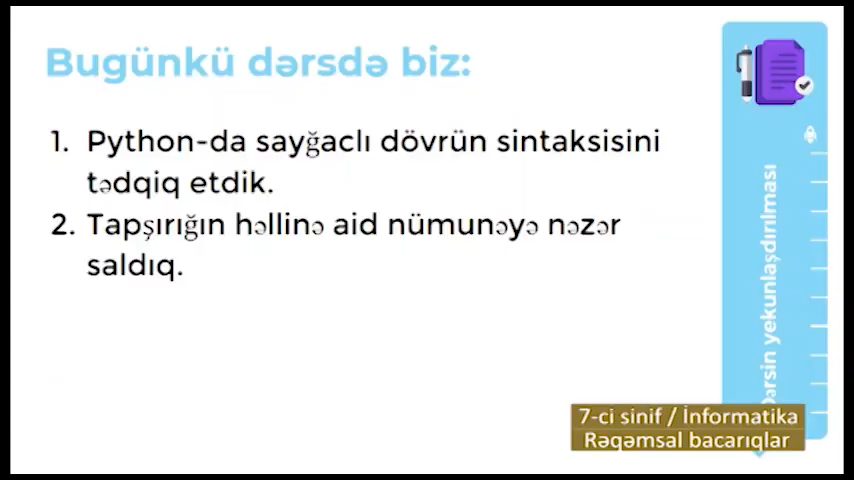 Bugünkü dərsdə biz:
1. Python-da sayğaclı dövrün sintaksisini
tədqiq etdik.
2. Tapşırığın həllinə aid nümunəyə nəzər
saldıq.
Dərsin yekunlaşdırılması
7-ci sinif / İnformatika
Rəqəmsal bacarıqlar